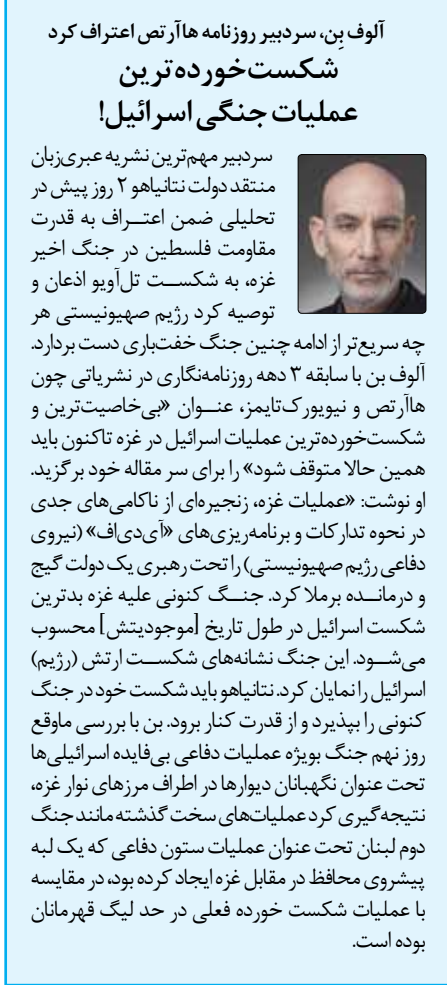 آلوف بِن، سردبیر روزنامه هاآرتص اعتراف کرد
شکست‌خورده‌ترین
عملیات جنگی اسرائیل!
سردبیر مهم‌ترین نشریه عبری‌زبان
منتقد دولت نتانیاهو ۲ روز پیش در
تحلیلی ضمن اعتـــراف به قدرت
مقاومت فلسطین در جنگ اخیر
غزه، به شکســت تل‌آویو اذعان و
توصیه کرد رژیم صهیونیستی هر
چه سریع‌تر از ادامه چنین جنگ خفت‌باری دست بردارد.
آلوف بن با سابقه ۳ دهه روزنامه‌نگاری در نشریاتی چون
هاآرتص و نیویورک‌تایمز، عنـــوان «بی‌خاصیت‌ترین و
شکست‌خورده‌ترین عملیات اسرائیل در غزه تاکنون باید
همین حالا متوقف شود» را برای سر مقاله خود برگزید.
او نوشت: «عملیات غزه، زنجیره‌ای از ناکامی‌های جدی
در نحوه تدارکات و برنامه‌ریزی‌های «آی‌دی‌اف» (نیروی
دفاعی رژیم صهیونیستی) را تحت رهبری یک دولت گیج
و درمانــده برملا کرد. جنــگ کنونی علیه غزه بدترین
شکست اسرائیل در طول تاریخ [موجودیتش] محسوب
می‌شــود. این جنگ نشانه‌های شکســت ارتش (رژیم)
اسرائیل را نمایان کرد. نتانیاهو باید شکست خود در جنگ
کنونی را بپذیرد و از قدرت کنار برود. بن با بررسی ماوقع
روز نهم جنگ بویژه عملیات دفاعی بی‌فایده اسرائیلی‌ها
تحت عنوان نگهبانان دیوارها در اطراف مرزهای نوار غزه،
نتیجه‌گیری کرد عملیات‌های سخت گذشته مانند جنگ
دوم لبنان تحت عنوان عملیات ستون دفاعی که یک لبه
پیشروی محافظ در مقابل غزه ایجاد کرده بود، در مقایسه
با عملیات شکست خورده فعلی در حد لیگ قهرمانان
بوده است.